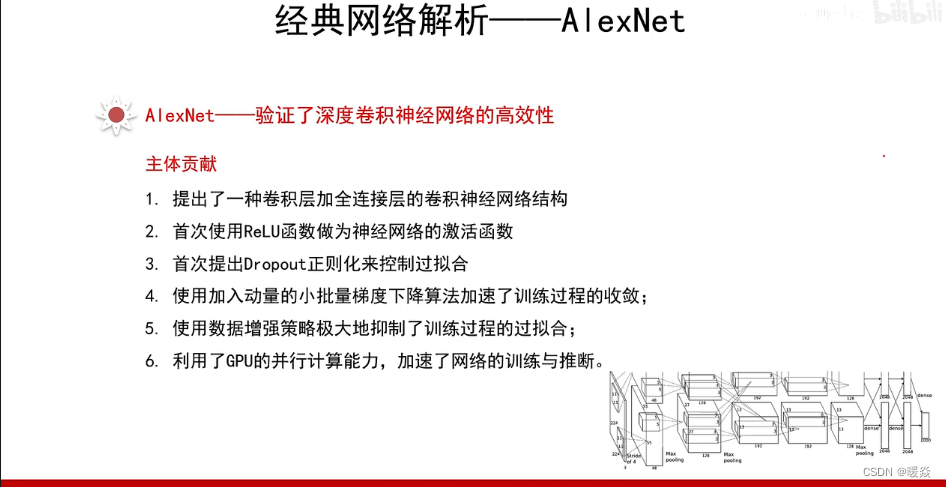 经典网络解析——AlexNet
bilibili
AlexNet——验证了深度卷积神经网络的高效性
主体贡献
1. 提出了一种卷积层加全连接层的卷积神经网络结构
2. 首次使用ReLU函数做为神经网络的激活函数
3. 首次提出Dropout正则化来控制过拟合
4. 使用加入动量的小批量梯度下降算法加速了训练过程的收敛；
5. 使用数据增强策略极大地抑制了训练过程的过拟合；
6. 利用了GPU的并行计算能力，加速了网络的训练与推断。
48
128
192
192
128
2048
2048
dense
224
55
27
13
13
13
dense
dense
1000
224
Stride
of 4
3
48
Max
pooling
128
Max
pooling
192
192
128
Max
pooling
2048
2048
CSDN @暖焱